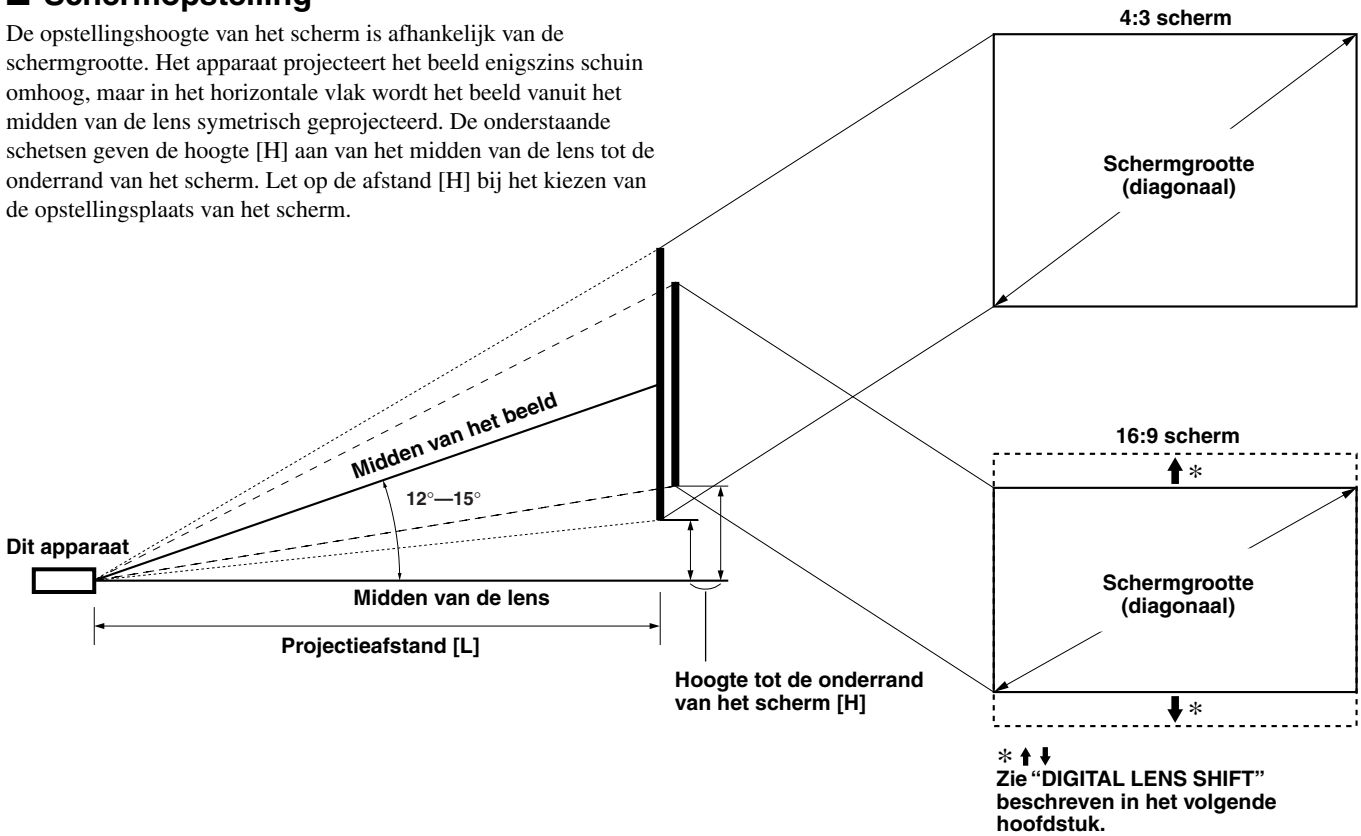 ■ Schermopstelling
De opstellingshoogte van het scherm is afhankelijk van de
schermgrootte. Het apparaat projecteert het beeld enigszins schuin
omhoog, maar in het horizontale vlak wordt het beeld vanuit het
midden van de lens symetrisch geprojecteerd. De onderstaande
schetsen geven de hoogte [H] aan van het midden van de lens tot de
onderrand van het scherm. Let op de afstand [H] bij het kiezen van
de opstellingsplaats van het scherm.
4:3 scherm
Schermgrootte
(diagonaal)
Midden van het beeld
12°—15°
Dit apparaat
Midden van de lens
Projectieafstand [L]
Hoogte tot de onderrand
van het scherm [H]
16:9 scherm
⬆ *
Schermgrootte
(diagonaal)
⬇ *
* ⬆ ⬇
Zie “DIGITAL LENS SHIFT”
beschreven in het volgende
hoofdstuk.